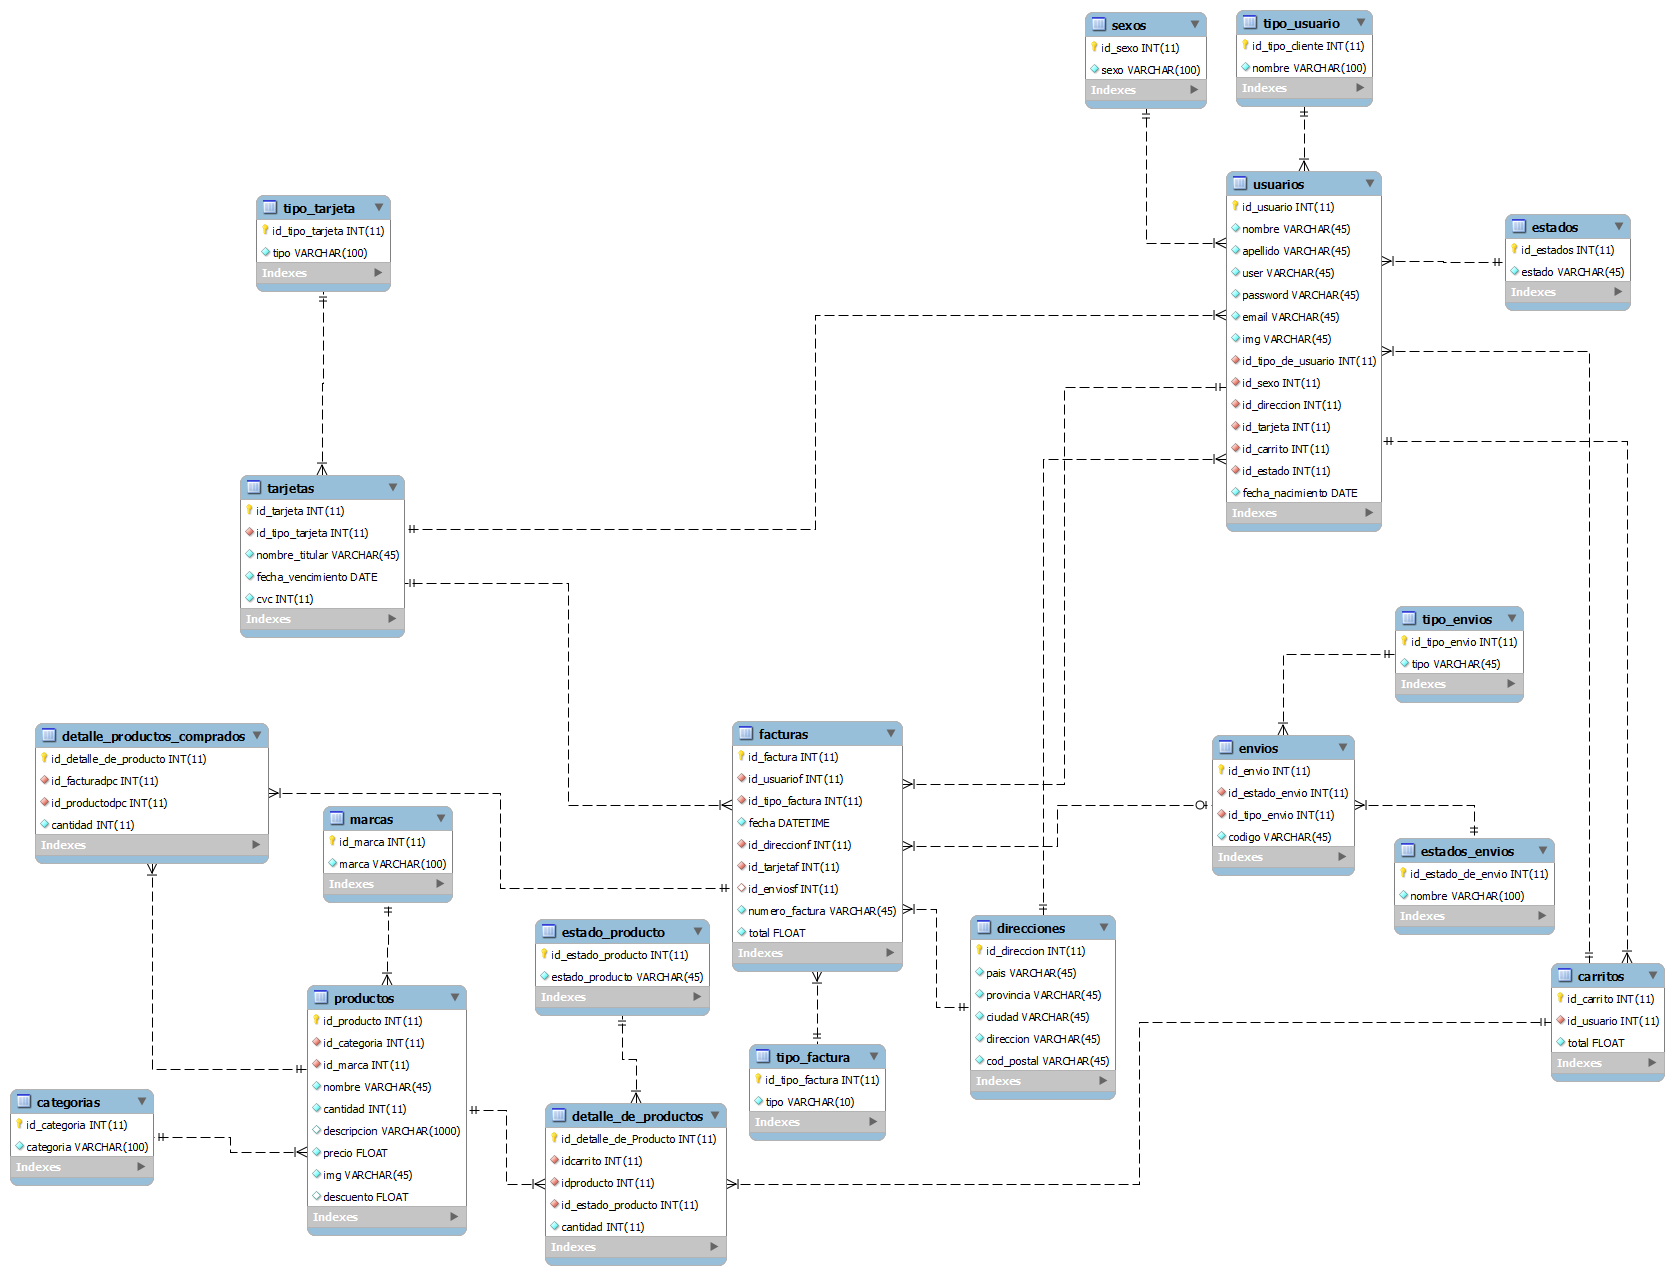 sexos
id_sexo INT(11)
sexo VARCHAR(100)
Indexes
tipo_usuario
id_tipo_cliente INT(11)
nombre VARCHAR(100)
Indexes
usuarios
id_usuario INT(11)
nombre VARCHAR(45)
apellido VARCHAR(45)
user VARCHAR(45)
password VARCHAR(45)
email VARCHAR(45)
img VARCHAR(45)
id_tipo_de_usuario INT(11)
id_sexo INT(11)
id_direccion INT(11)
id_tarjeta INT(11)
id_carrito INT(11)
id_estado INT(11)
fecha_nacimiento DATE
Indexes
estados
id_estados INT(11)
estado VARCHAR(45)
Indexes
tipo_tarjeta
id_tipo_tarjeta INT(11)
tipo VARCHAR(100)
Indexes
tarjetas
id_tarjeta INT(11)
id_tipo_tarjeta INT(11)
nombre_titular VARCHAR(45)
fecha_vencimiento DATE
cvc INT(11)
Indexes
tipo_envios
id_tipo_envio INT(11)
tipo VARCHAR(45)
Indexes
detalle_productos_comprados
id_detalle_de_producto INT(11)
id_facturadpc INT(11)
id_productodpc INT(11)
cantidad INT(11)
Indexes
marcas
id_marca INT(11)
marca VARCHAR(100)
Indexes
facturas
id_factura INT(11)
id_usuariof INT(11)
id_tipo_factura INT(11)
fecha DATETIME
id_direccionf INT(11)
id_tarjetaf INT(11)
id_enviosf INT(11)
numero_factura VARCHAR(45)
total FLOAT
Indexes
envios
id_envio INT(11)
id_estado_envio INT(11)
id_tipo_envio INT(11)
codigo VARCHAR(45)
Indexes
estados_envios
id_estado_de_envio INT(11)
nombre VARCHAR(100)
Indexes
estado_producto
id_estado_producto INT(11)
estado_producto VARCHAR(45)
Indexes
direcciones
id_direccion INT(11)
pais VARCHAR(45)
provincia VARCHAR(45)
ciudad VARCHAR(45)
direccion VARCHAR(45)
cod_postal VARCHAR(45)
Indexes
carritos
id_carrito INT(11)
id_usuario INT(11)
total FLOAT
Indexes
productos
id_producto INT(11)
id_categoria INT(11)
id_marca INT(11)
nombre VARCHAR(45)
cantidad INT(11)
descripcion VARCHAR(1000)
precio FLOAT
img VARCHAR(45)
descuento FLOAT
Indexes
tipo_factura
id_tipo_factura INT(11)
tipo VARCHAR(10)
Indexes
categorias
id_categoria INT(11)
categoria VARCHAR(100)
Indexes
detalle_de_productos
id_detalle_de_Producto INT(11)
idcarrito INT(11)
idproducto INT(11)
id_estado_producto INT(11)
cantidad INT(11)
Indexes